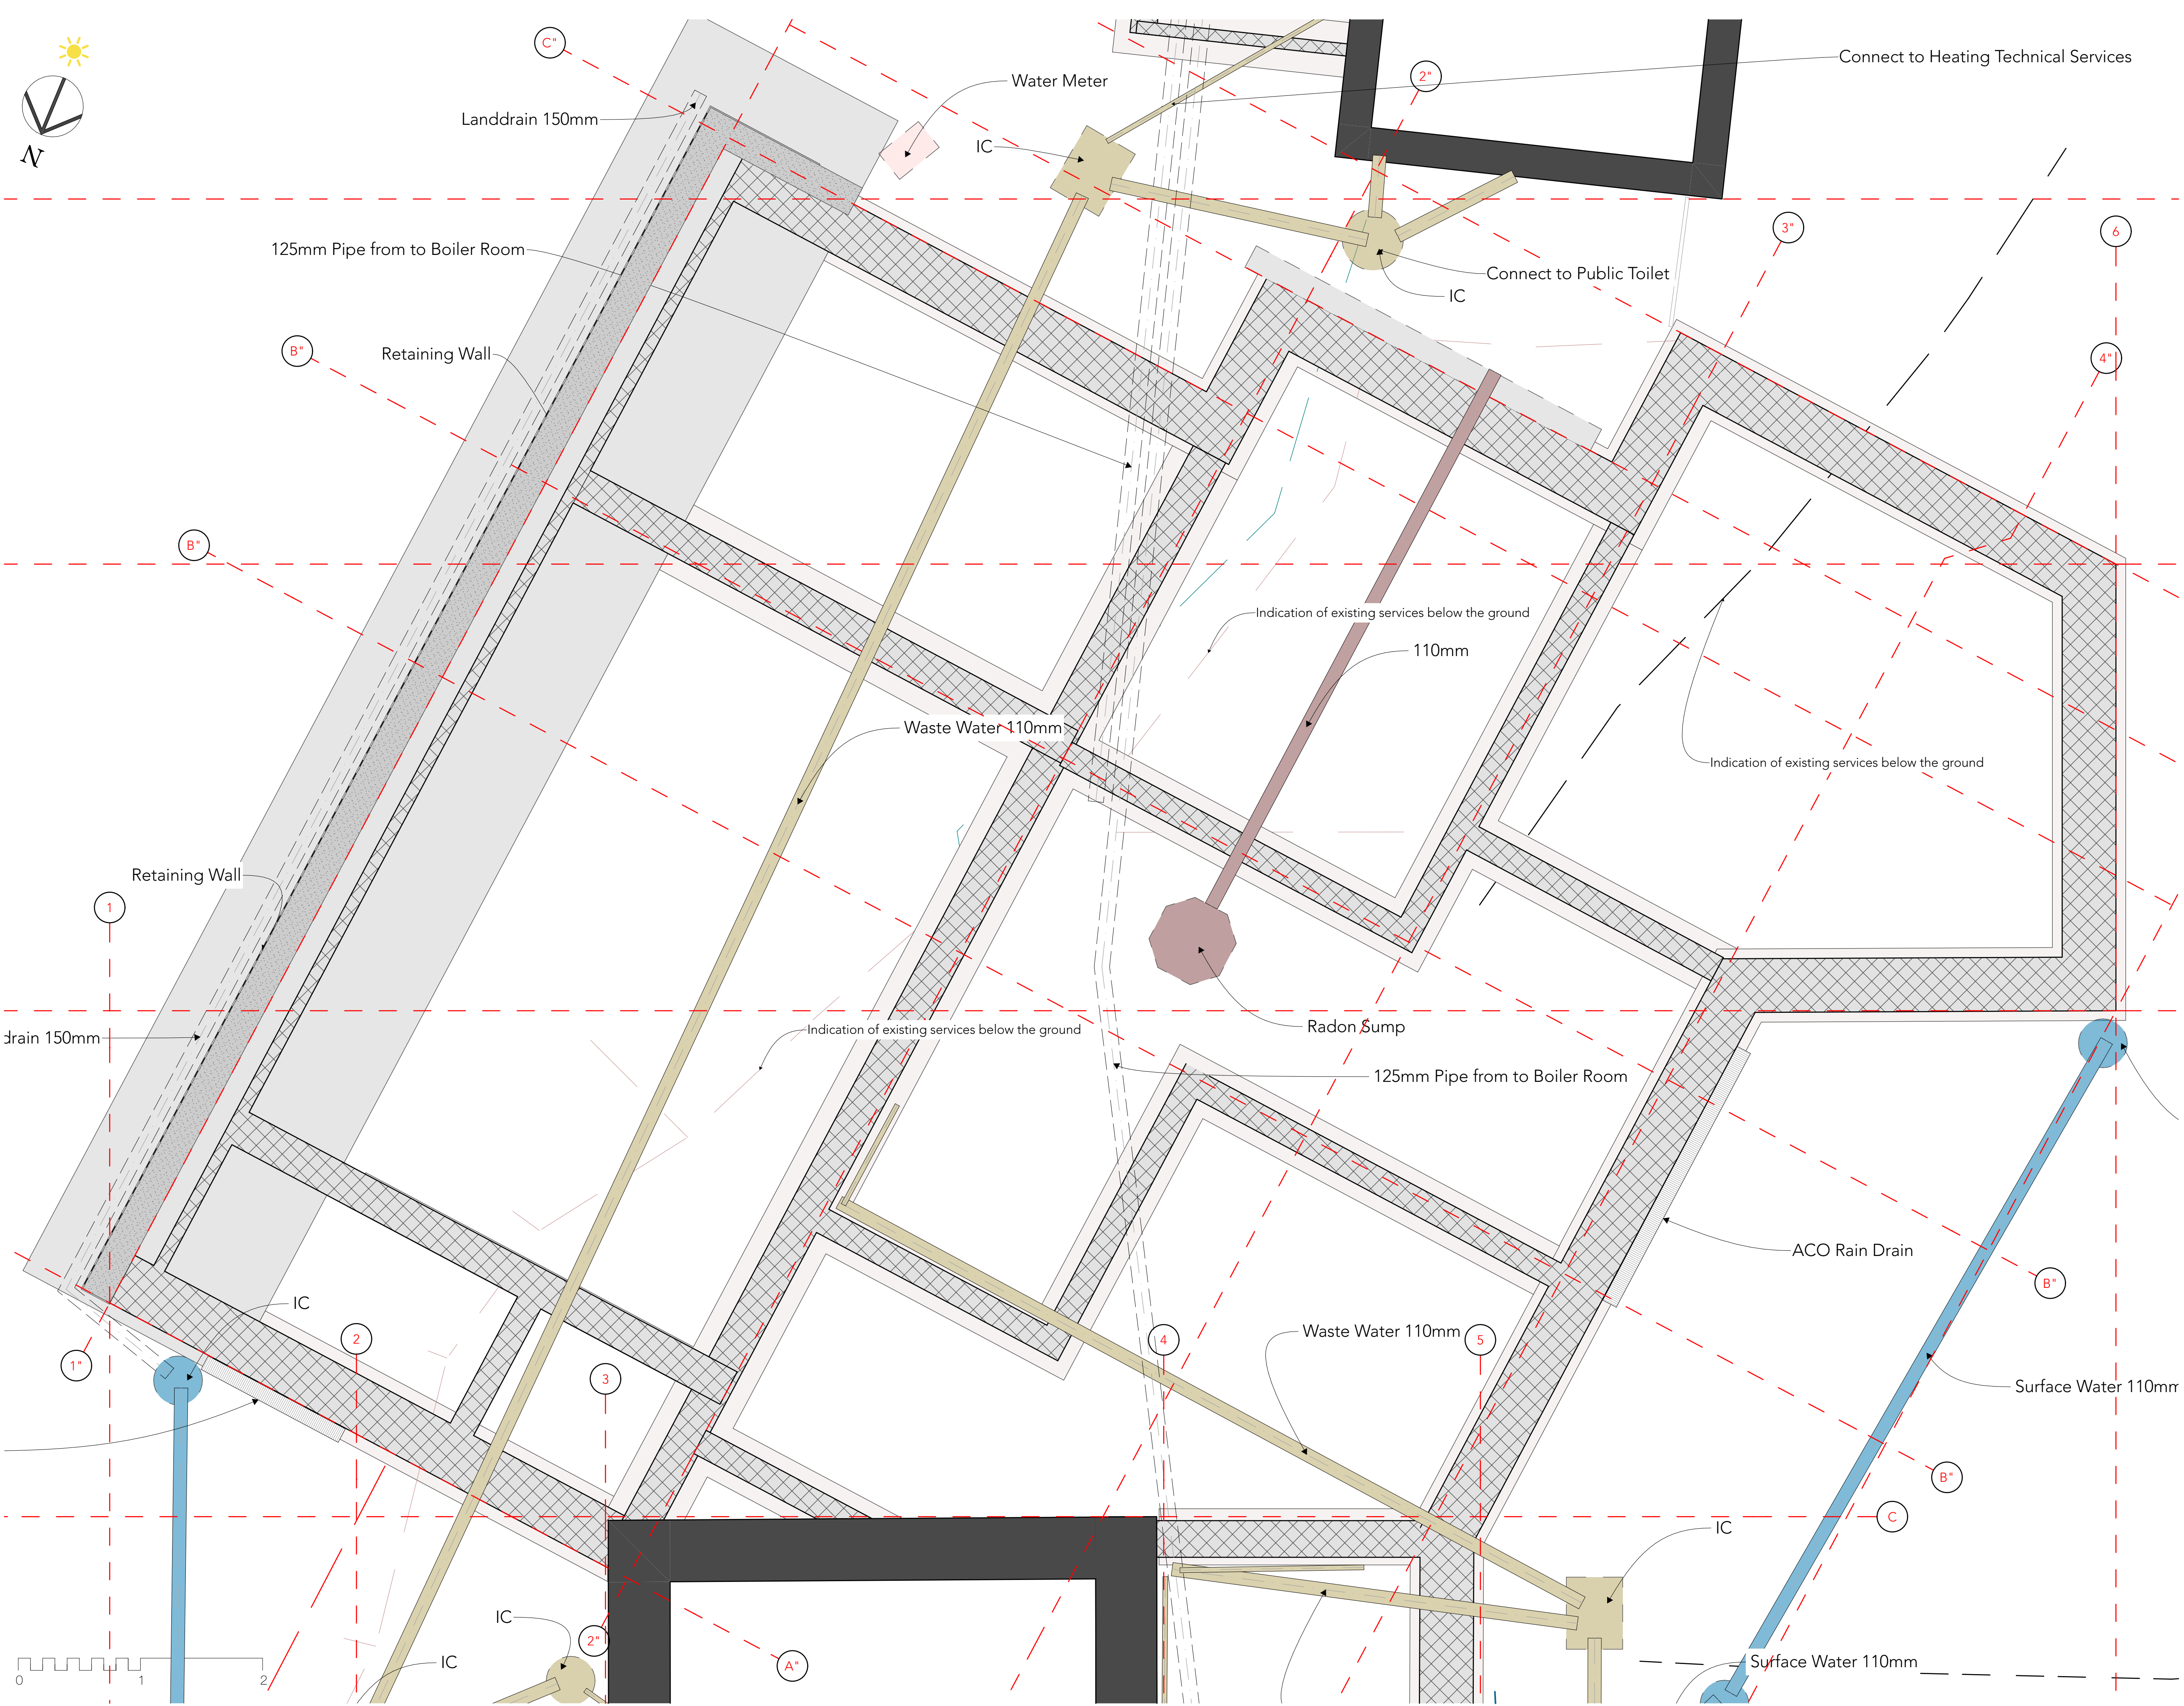 C"
Water Meter
Connect to Heating Technical Services
2"
Landdrain 150mm
IC
N
3"
6
125mm Pipe from to Boiler Room
Connect to Public Toilet
IC
B"
Retaining Wall
4"
B"
Indication of existing services below the ground
110mm
Waste Water 110mm
Indication of existing services below the ground
Retaining Wall
1
drain 150mm
Indication of existing services below the ground
Radon Sump
125mm Pipe from to Boiler Room
ACO Rain Drain
B"
IC
2
4
Waste Water 110mm
5
1"
3
Surface Water 110mm
B"
C
IC
IC
2"
A"
IC
Surface Water 110mm
0 1 2